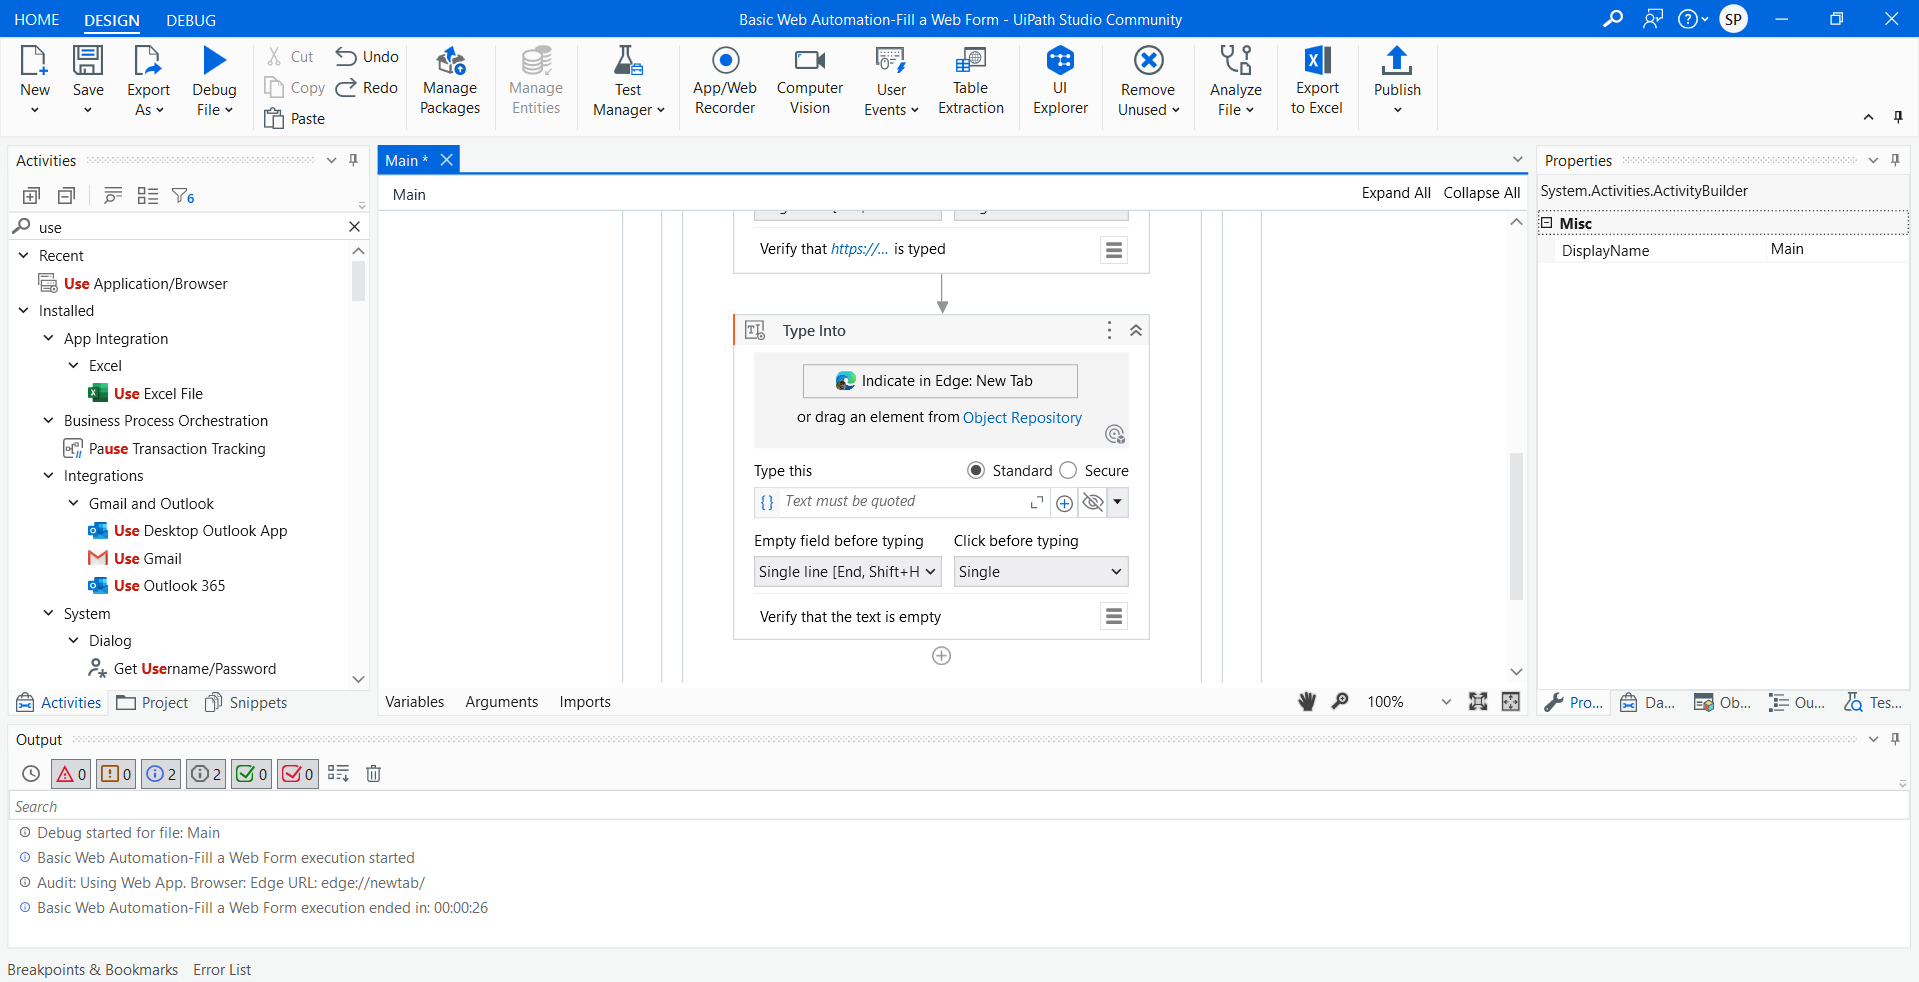 HOME DESIGN DEBUG
Basic Web Automation-Fill a Web Form - UiPath Studio Community
SP
New
Save
Export As
Debug File
Cut
Copy
Paste
Undo
Redo
Manage Packages
Manage Entities
Test Manager
App/Web Recorder
Computer Vision
User Events
Table Extraction
UI Explorer
Remove Unused
Analyze File
Export to Excel
Publish
Activities
6
use
Recent
Use Application/Browser
Installed
App Integration
Excel
Use Excel File
Business Process Orchestration
Pause Transaction Tracking
Integrations
Gmail and Outlook
Use Desktop Outlook App
Use Gmail
Use Outlook 365
System
Dialog
Get Username/Password
Activities Project Snippets
Main *
Main
Expand All Collapse All
Verify that https://... is typed
Type Into
Indicate in Edge: New Tab
or drag an element from Object Repository
Type this
Standard Secure
Text must be quoted
Empty field before typing Click before typing
Single line [End, Shift+H Single
Verify that the text is empty
Variables Arguments Imports
100%
Properties
System.Activities.ActivityBuilder
Misc
DisplayName Main
Pro... Da... Ob... Ou... Tes...
Output
0 0 2 2 0 0
Search
Debug started for file: Main
Basic Web Automation-Fill a Web Form execution started
Audit: Using Web App. Browser: Edge URL: edge://newtab/
Basic Web Automation-Fill a Web Form execution ended in: 00:00:26
Breakpoints & Bookmarks Error List